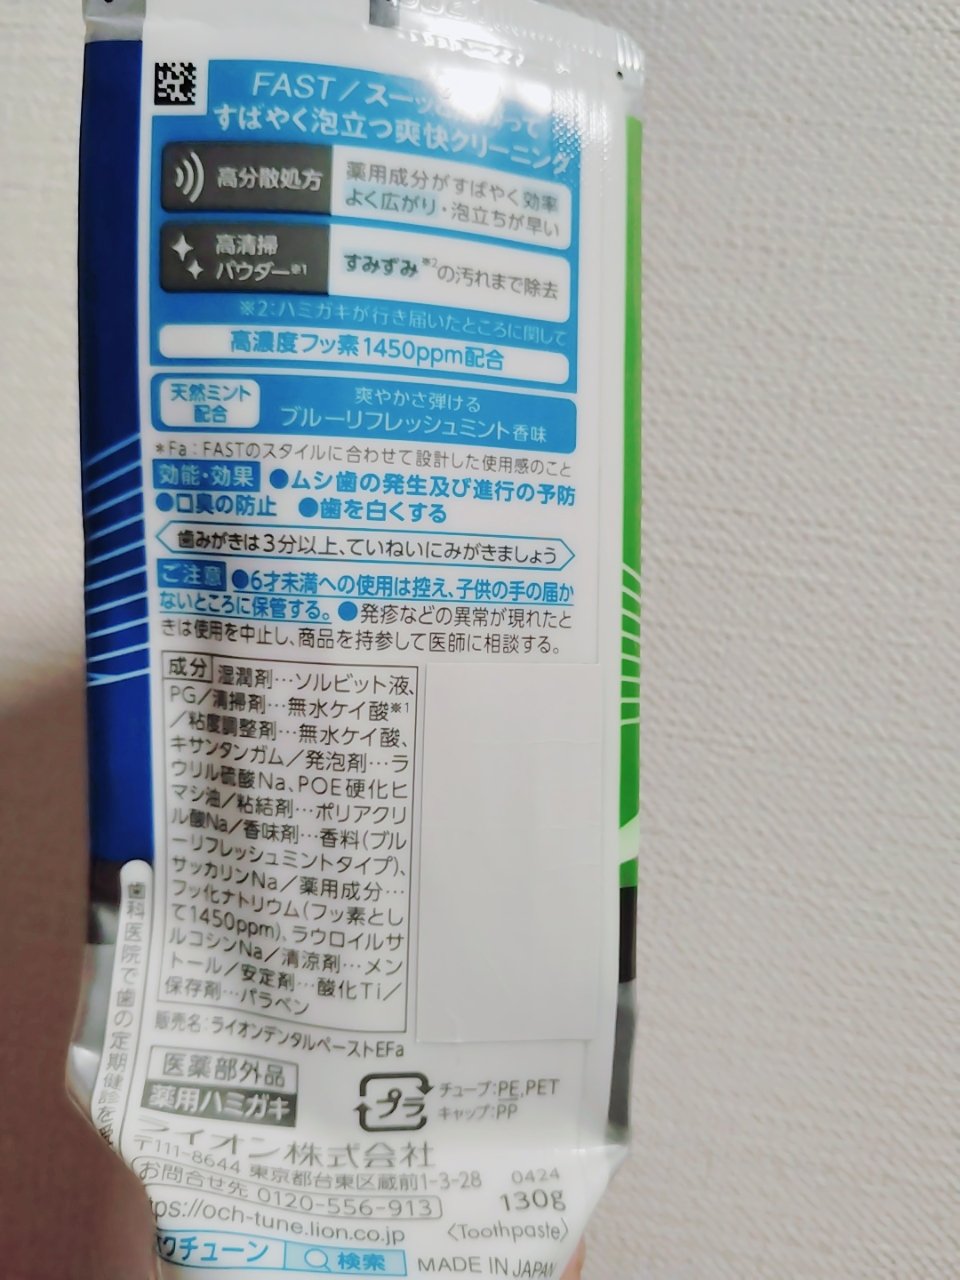 FAST/スーッ
すばやく泡立つ爽快クリーニング
高分散処方
薬用成分がすばやく効率
よく広がり・泡立ちが早い
高清掃
パウダー※1
すみずみ※2の汚れまで除去
※2:ハミガキが行き届いたところに関して
高濃度フッ素1450ppm配合
天然ミント
配合
爽やかさ弾ける
ブルーリフレッシュミント香味
*Fa:FASTのスタイルに合わせて設計した使用感のこと
効能・効果 ●ムシ歯の発生及び進行の予防
●口臭の防止 ●歯を白くする
歯みがきは3分以上、ていねいにみがきましょう
ご注意 ●6才未満への使用は控え、子供の手の届か
ないところに保管する。●発疹などの異常が現れたと
きは使用を中止し、商品を持参して医師に相談する。
成分 湿潤剤…ソルビット液、
PG/清掃剤…無水ケイ酸※1
/粘度調整剤…無水ケイ酸、
キサンタンガム/発泡剤…ラ
ウリル硫酸Na、POE硬化ヒ
マシ油/粘結剤…ポリアクリ
ル酸Na/香味剤…香料(ブル
ーリフレッシュミントタイプ)、
サッカリンNa/薬用成分…
フッ化ナトリウム(フッ素とし
て1450ppm)、ラウロイルサ
ルコシンNa/清涼剤…メン
トール/安定剤…酸化Ti/
保存剤…パラベン
販売名:ライオンデンタルペーストEFa
医薬部外品
薬用ハミガキ
プラ
チューブ:PE,PET
キャップ:PP
ライオン株式会社
〒111-8644 東京都台東区蔵前1-3-28
0424
お問合せ先 0120-556-913
130g
ps://och-tune.lion.co.jp
〈Toothpaste〉
クチューン 検索
MADE IN JAPAN
歯科医院で歯の定期健診を